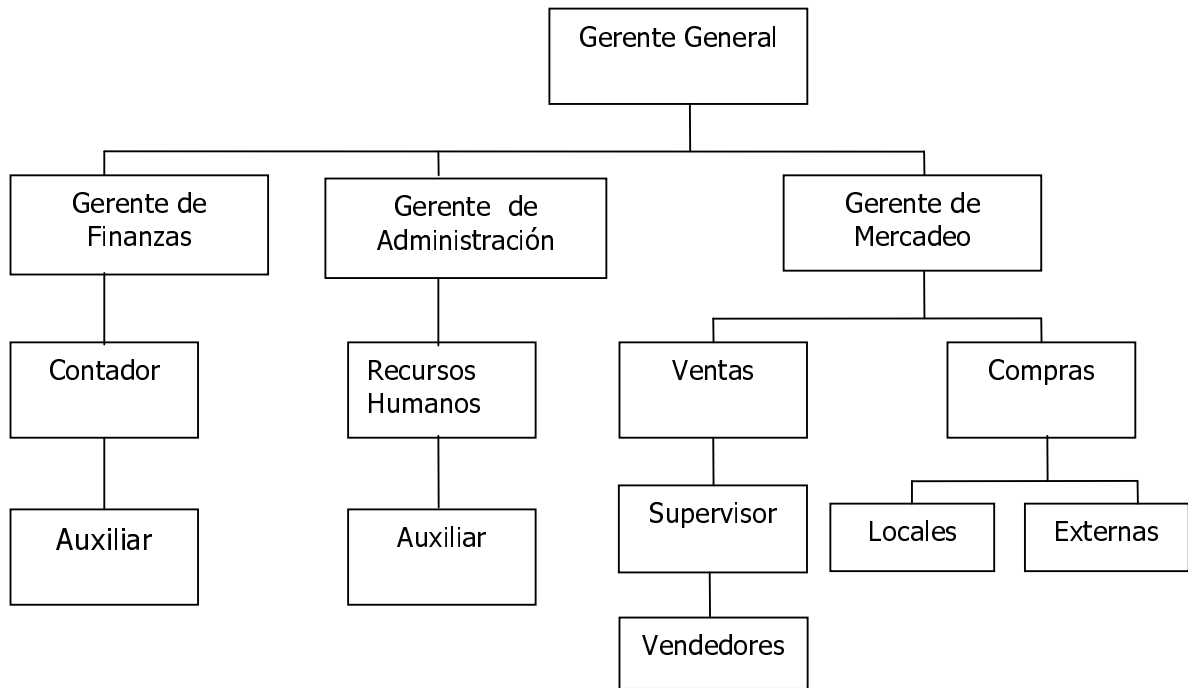 Gerente General
Gerente de
Finanzas
Gerente de
Administración
Gerente de
Mercadeo
Contador
Recursos
Humanos
Ventas
Compras
Auxiliar
Auxiliar
Supervisor
Locales
Externas
Vendedores